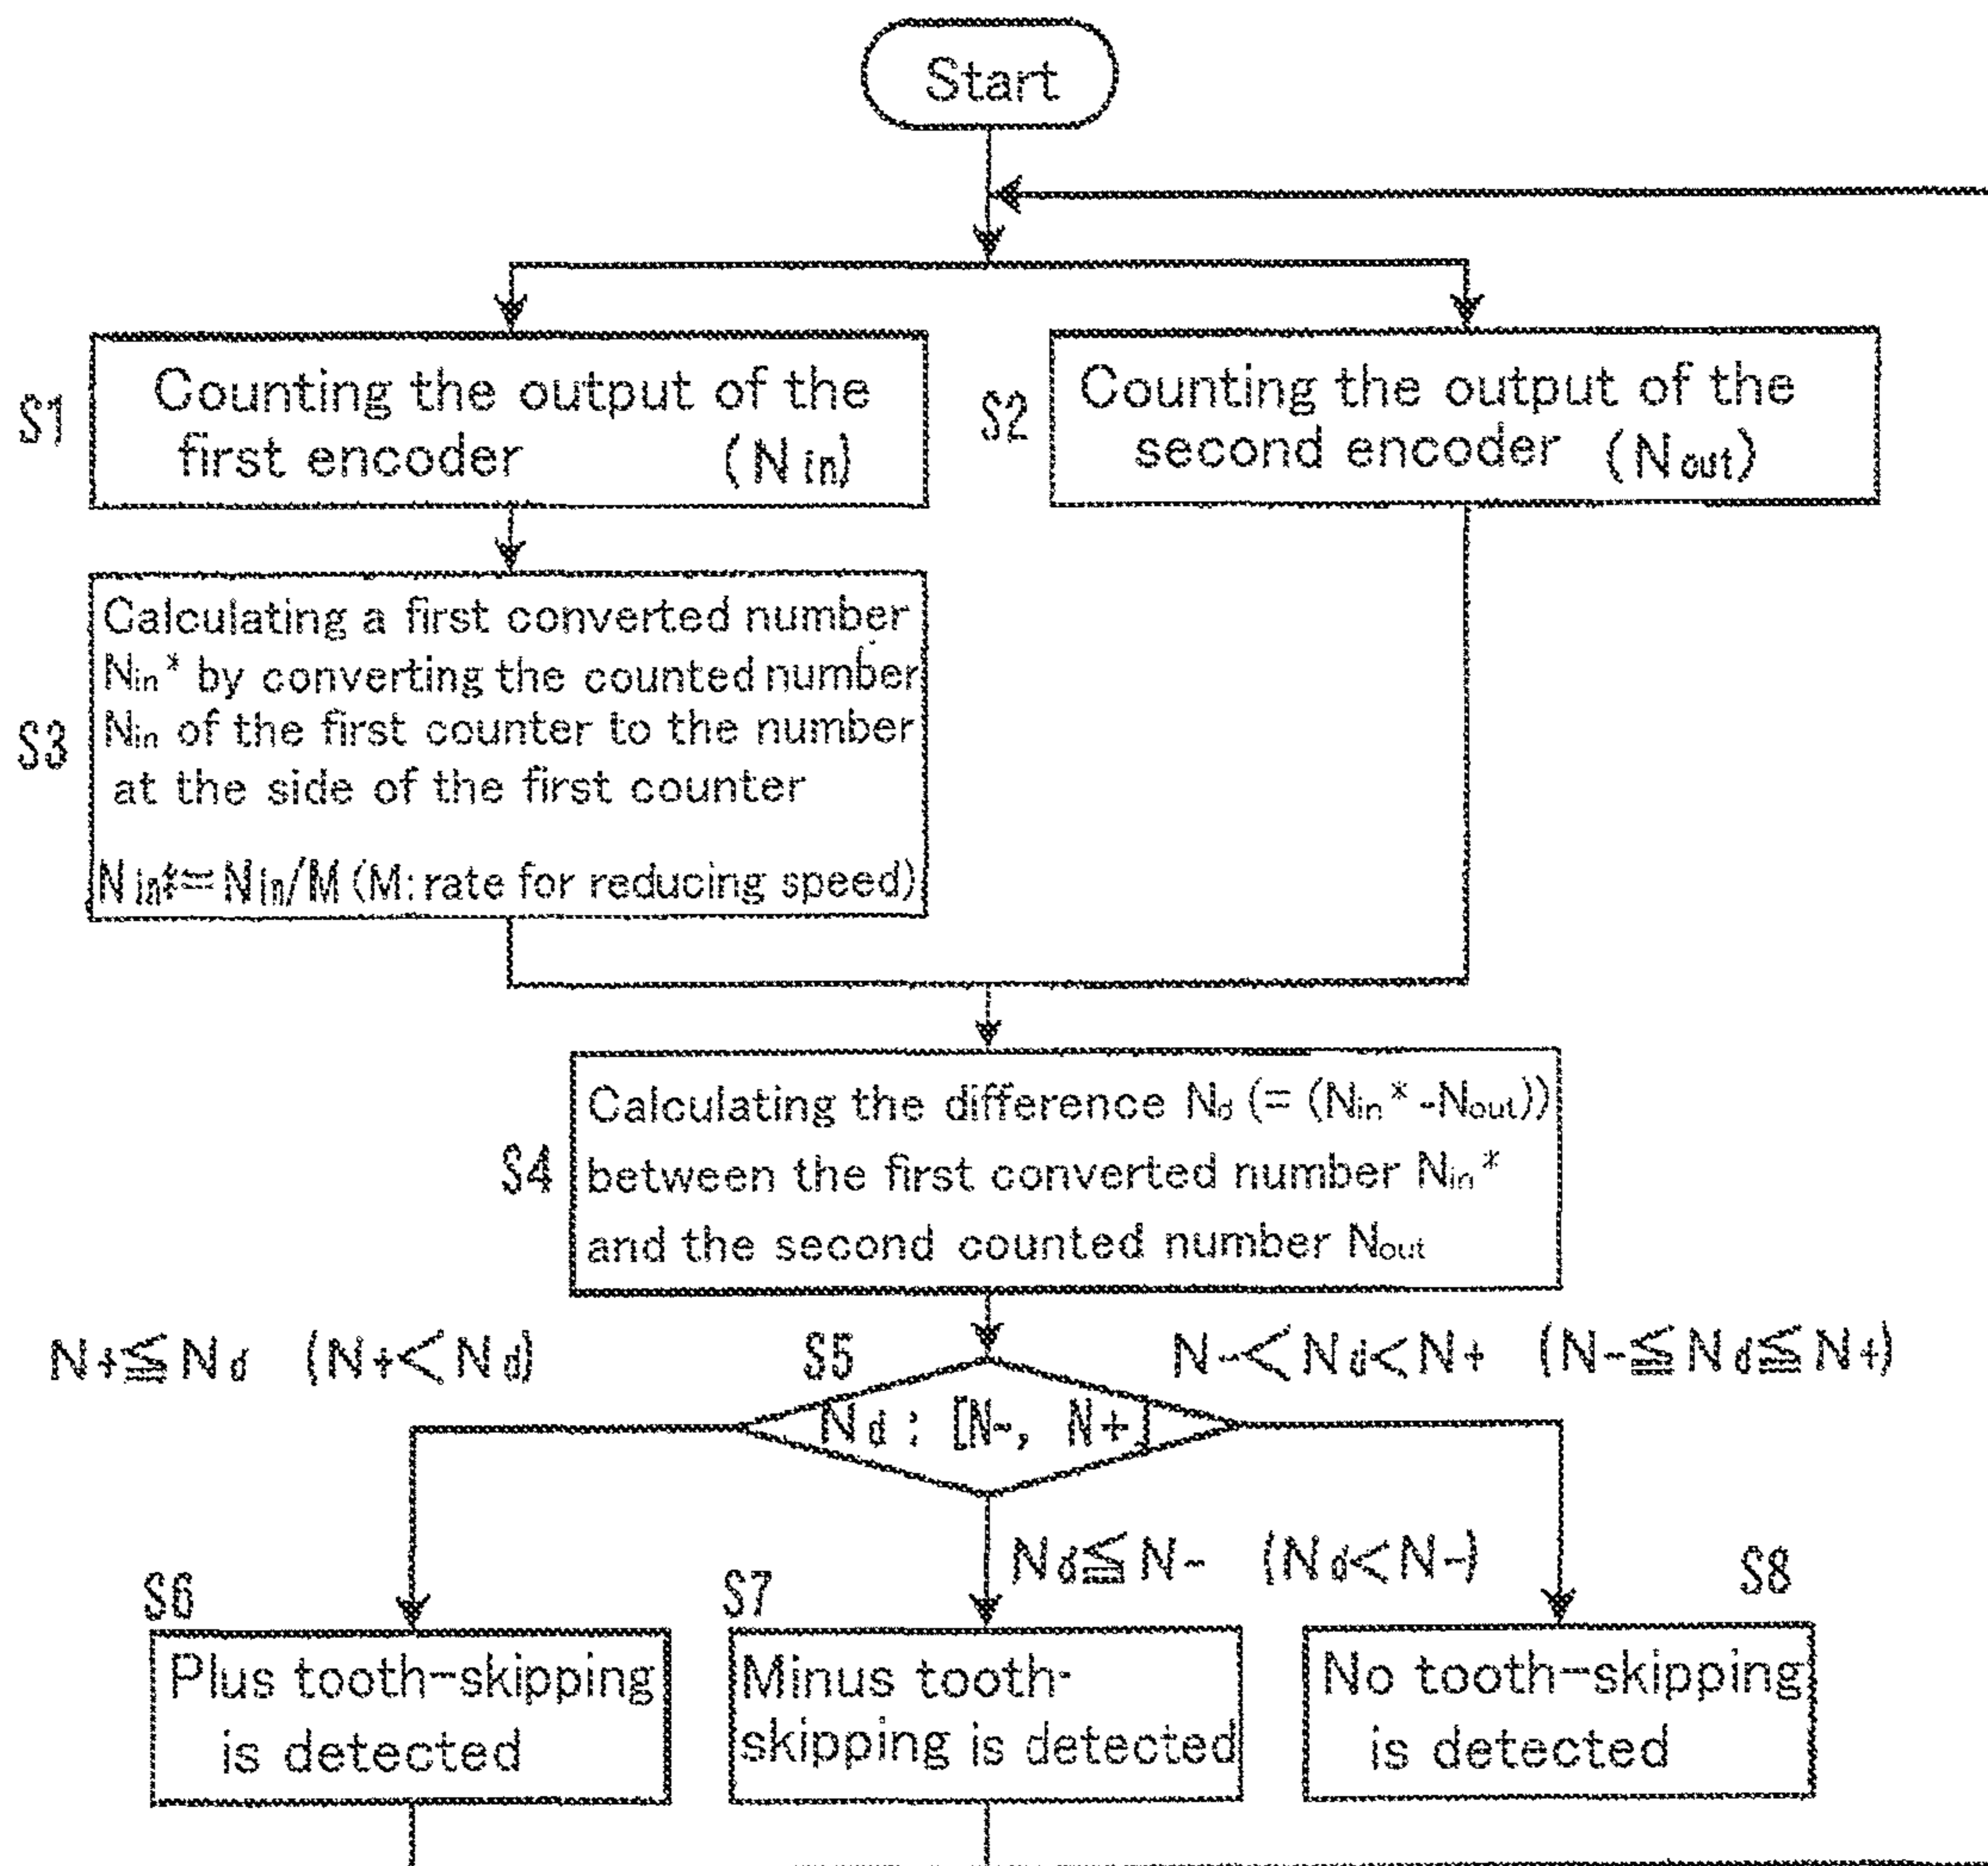 Start
S1
Counting the output of the
first encoder (Nin)
S2
Counting the output of the
second encoder (Nout)
S3
Calculating a first converted number
Nin* by converting the counted number
Nin of the first counter to the number
at the side of the first counter
Nin*=Nin/M (M:rate for reducing speed)
S4
Calculating the difference Nd (= (Nin*-Nout))
between the first converted number Nin*
and the second counted number Nout
N+≦Nd (N+<Nd)
S5
N-<Nd<N+ (N-≦Nd≦N+)
Nd : [N-, N+]
Nd≦N- (Nd<N-)
S6
Plus tooth-skipping
is detected
S7
Minus tooth-
skipping is detected
S8
No tooth-skipping
is detected